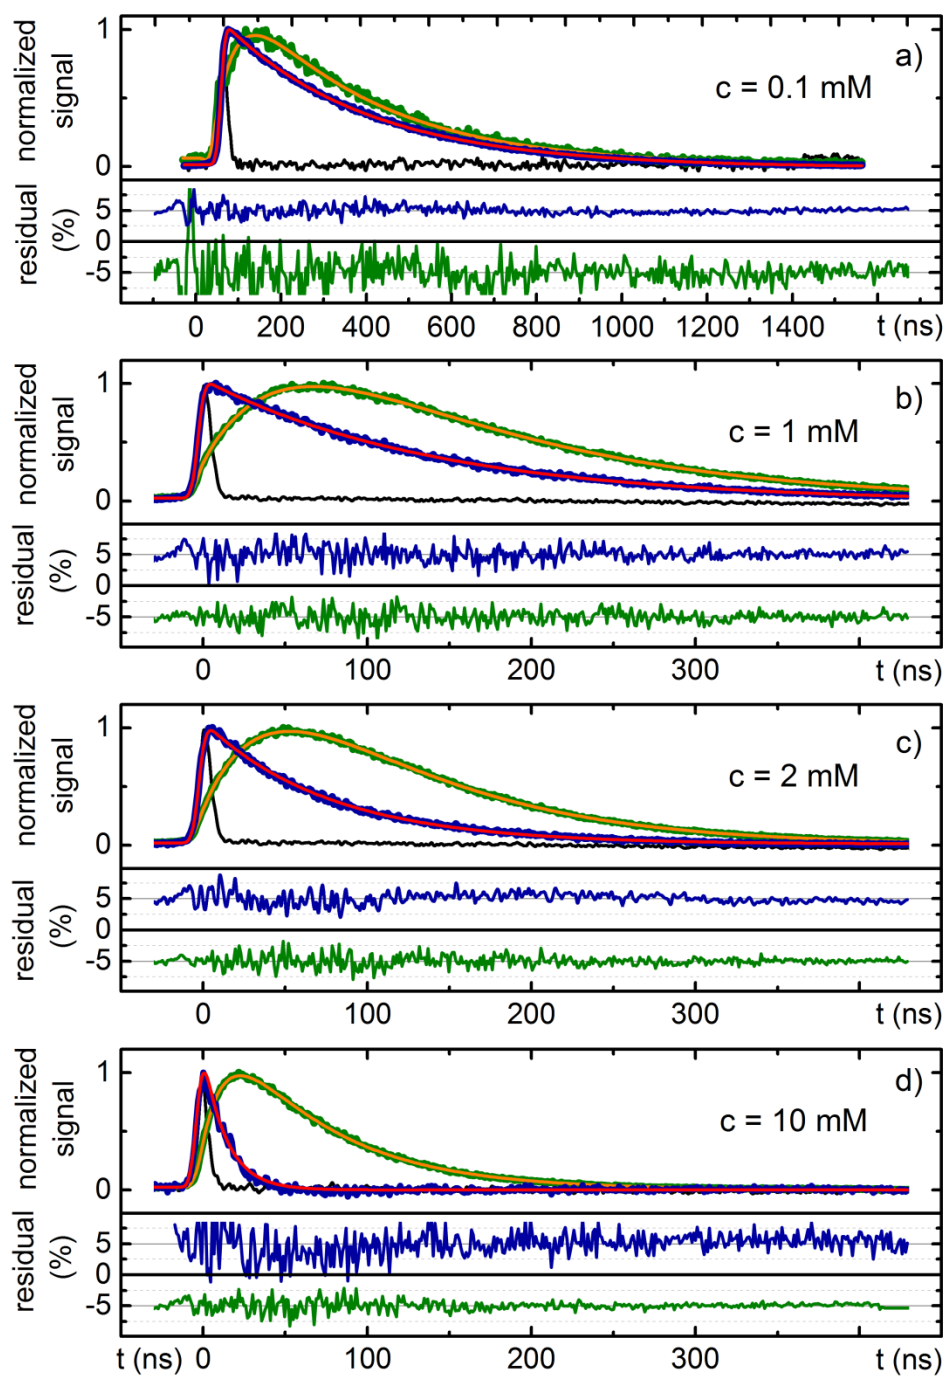 normalized
signal
1
0
a)
c = 0.1 mM
residual
(%)
5
0
-5
0 200 400 600 800 1000 1200 1400 t (ns)
normalized
signal
1
0
b)
c = 1 mM
residual
(%)
5
0
-5
0 100 200 300 t (ns)
normalized
signal
1
0
c)
c = 2 mM
residual
(%)
5
0
-5
0 100 200 300 t (ns)
normalized
signal
1
0
d)
c = 10 mM
residual
(%)
5
0
-5
t (ns) 0 100 200 300 t (ns)